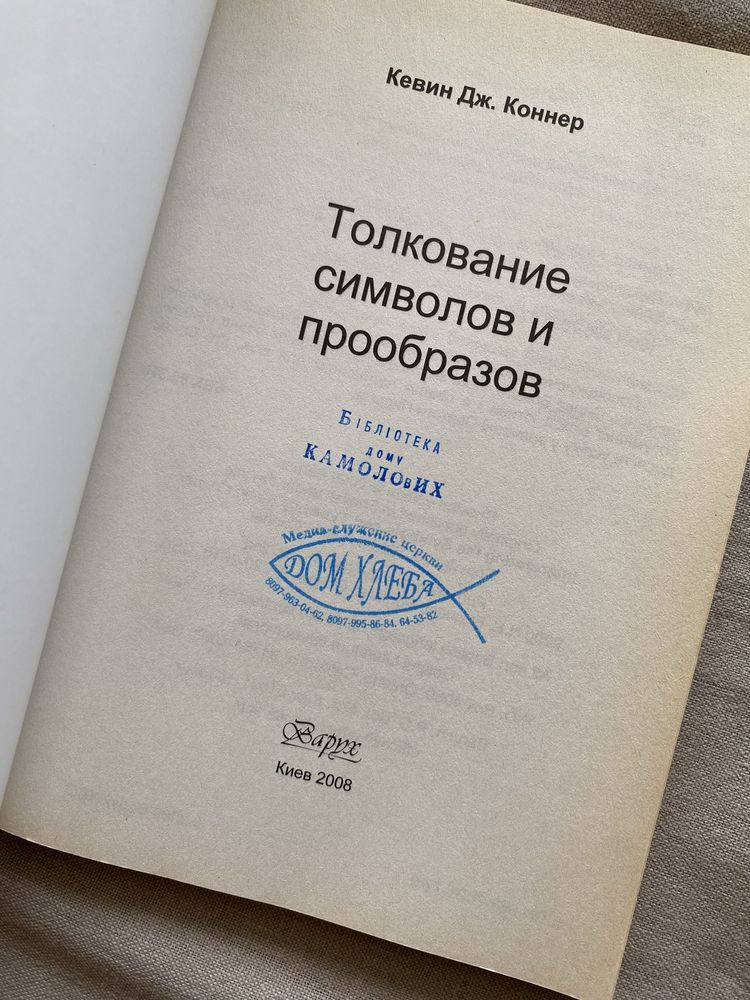 Кевин Дж. Коннер
Толкование
символов и
прообразов
БІБЛІОТЕКА
ДОМУ
КАМОЛОвИХ
Медиа-служение церкви
ДОМ ХЛЕБА
8097-963-04-62, 8097-995-86-84, 64-53-82
Варух
Киев 2008